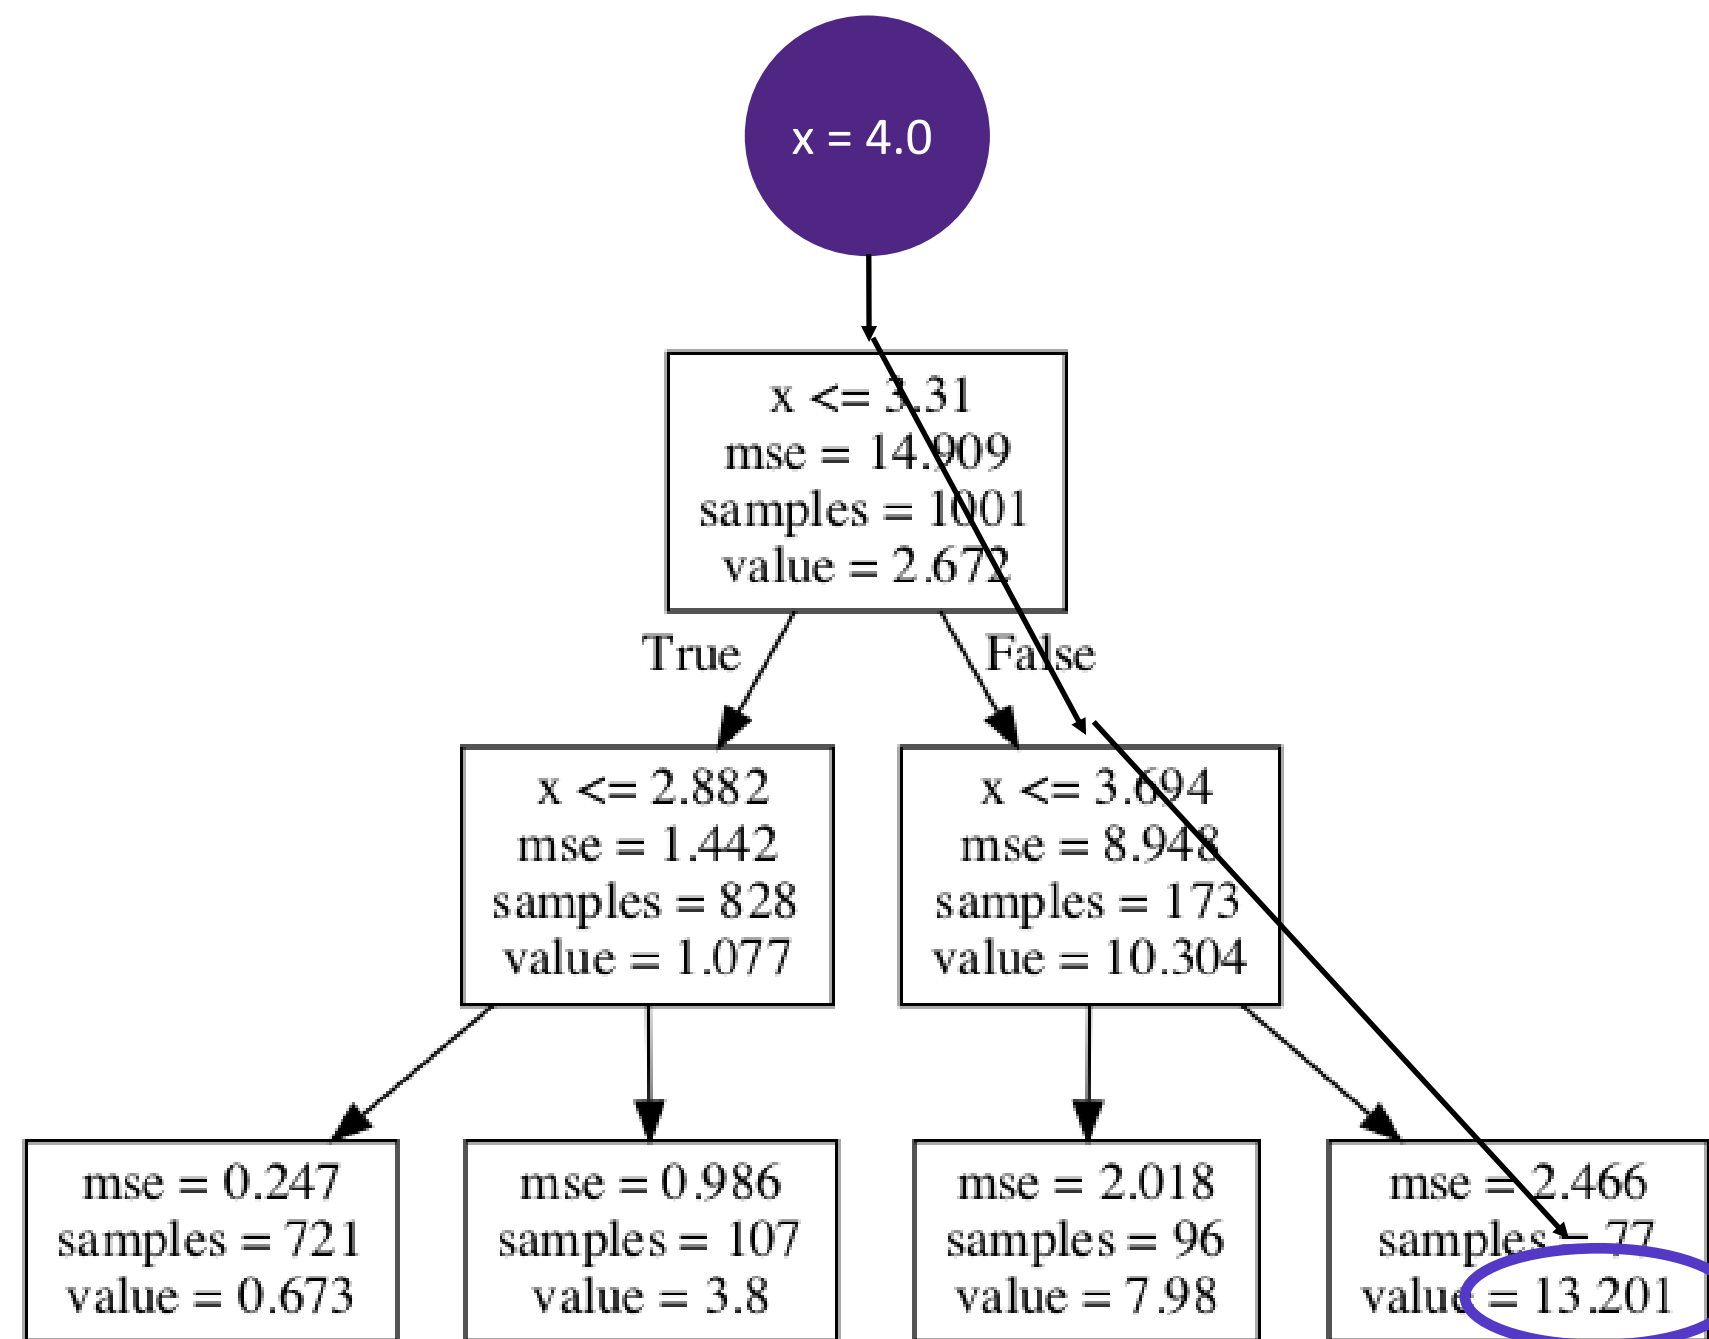 x = 4.0
x <= 3.31
mse = 14.909
samples = 1001
value = 2.672
True
False
x <= 2.882
mse = 1.442
samples = 828
value = 1.077
x <= 3.694
mse = 8.948
samples = 173
value = 10.304
mse = 0.247
samples = 721
value = 0.673
mse = 0.986
samples = 107
value = 3.8
mse = 2.018
samples = 96
value = 7.98
mse = 2.466
samples = 77
value = 13.201